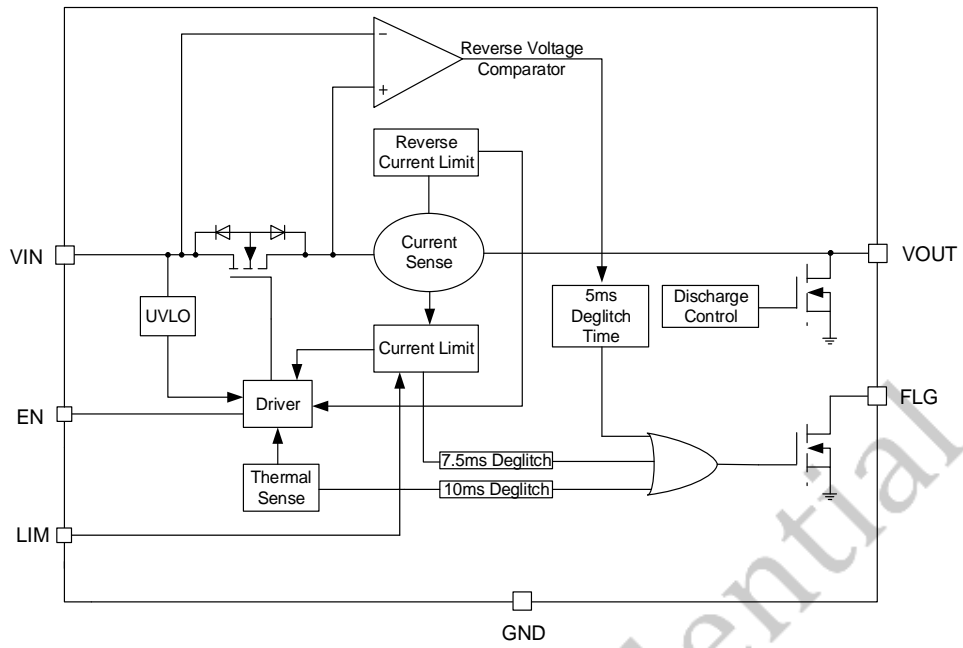 Reverse Voltage
Comparator
−
+
Reverse
Current Limit
VIN
Current
Sense
VOUT
UVLO
5ms
Deglitch
Time
Discharge
Control
Current Limit
Driver
EN
FLG
Thermal
Sense
7.5ms Deglitch
10ms Deglitch
LIM
GND